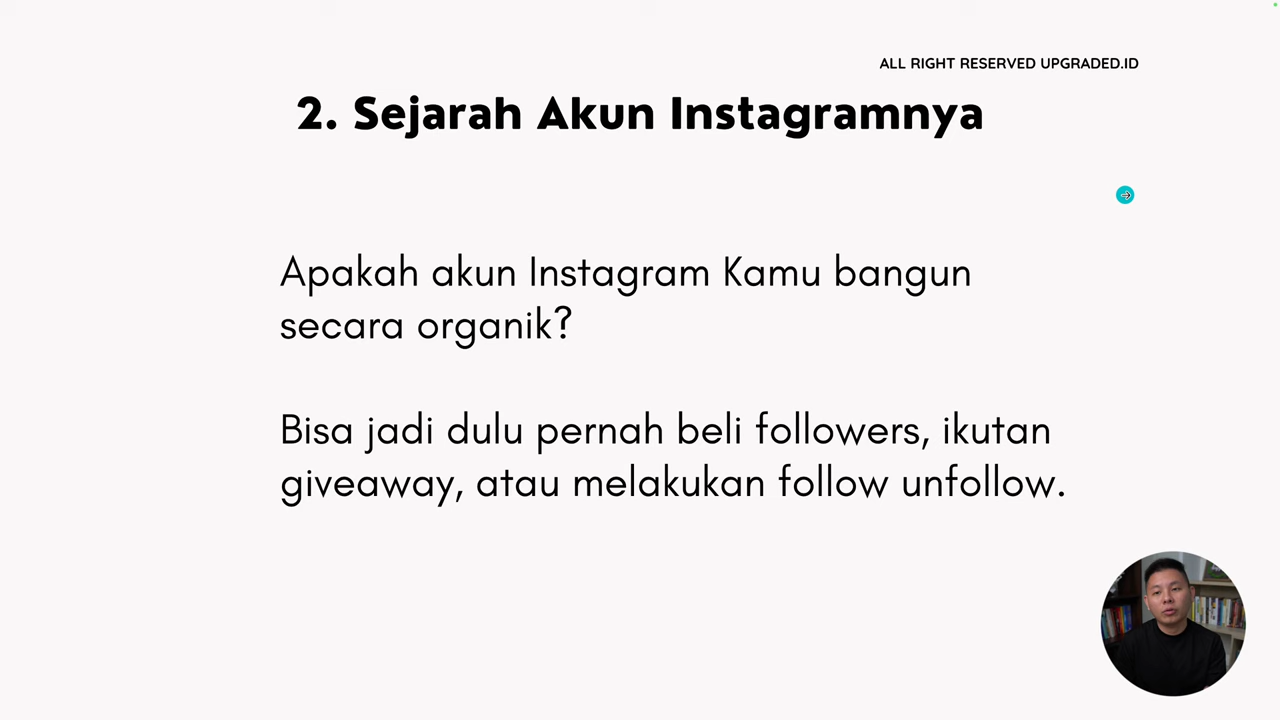 ALL RIGHT RESERVED UPGRADED.ID
2. Sejarah Akun Instagramnya
Apakah akun Instagram Kamu bangun
secara organik?
Bisa jadi dulu pernah beli followers, ikutan
giveaway, atau melakukan follow unfollow.